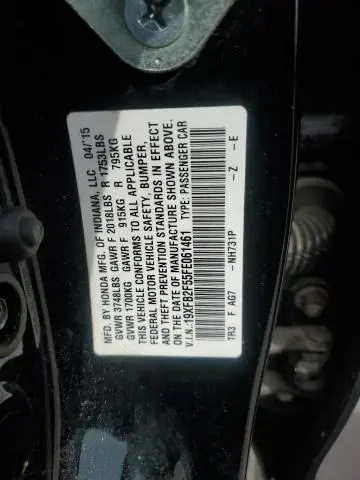 MFD. BY HONDA MFG. OF INDIANA, LLC 04/'15
GVWR 3748LBS GAWR F 2018LBS R 1753LBS
GVWR 1700KG GAWR F 915KG R 795KG
THIS VEHICLE CONFORMS TO ALL APPLICABLE
FEDERAL MOTOR VEHICLE SAFETY, BUMPER,
AND THEFT PREVENTION STANDARDS IN EFFECT
ON THE DATE OF MANUFACTURE SHOWN ABOVE.
V.I.N.:19XFB2F55FE061461 TYPE: PASSENGER CAR
TR3 F AG7 -NH731P -Z -E